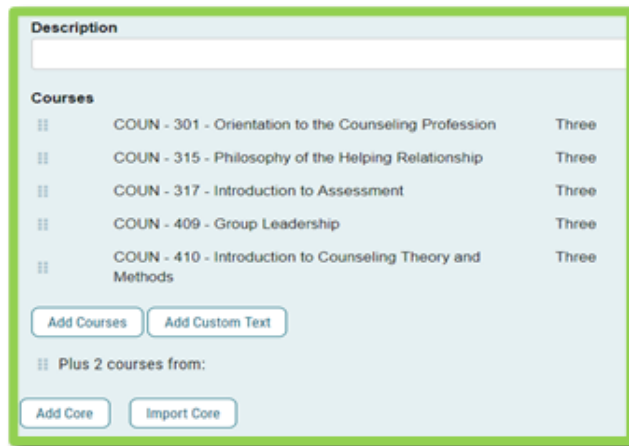 Description
Courses
COUN - 301 - Orientation to the Counseling Profession Three
COUN - 315 - Philosophy of the Helping Relationship Three
COUN - 317 - Introduction to Assessment Three
COUN - 409 - Group Leadership Three
COUN - 410 - Introduction to Counseling Theory and Three
Methods
Add Courses Add Custom Text
Plus 2 courses from:
Add Core Import Core